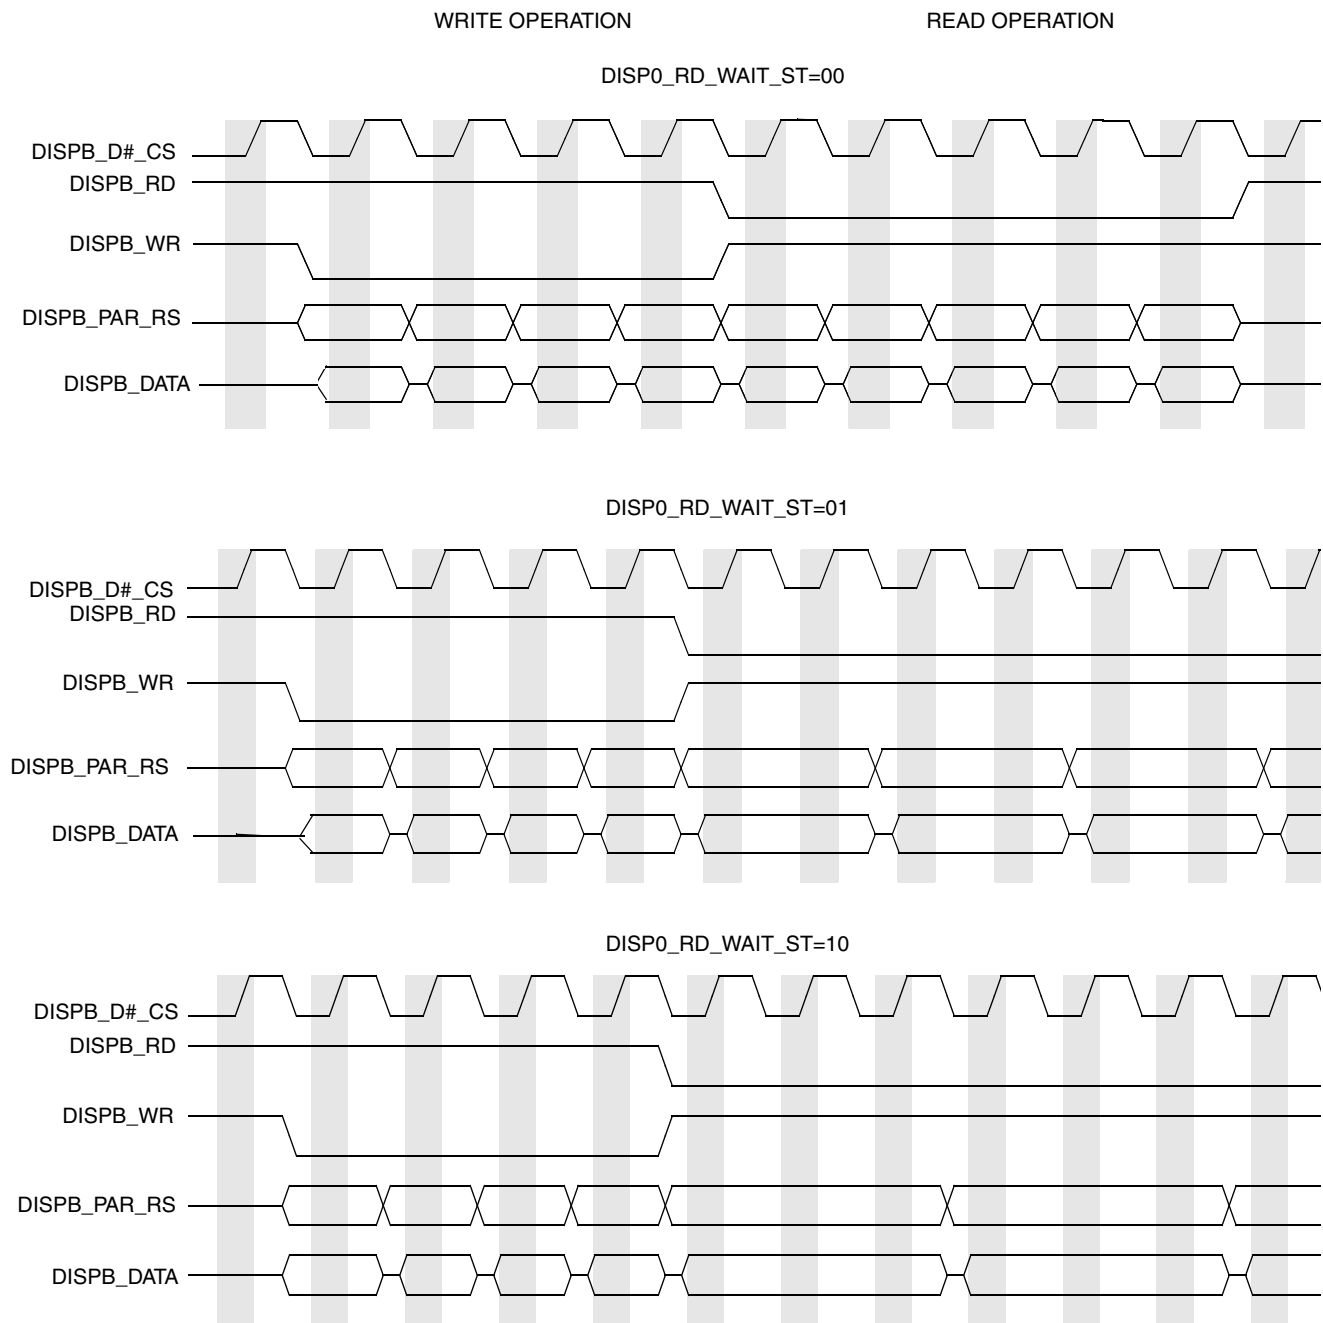 WRITE OPERATION READ OPERATION
DISP0_RD_WAIT_ST=00
DISPB_D#_CS
DISPB_RD
DISPB_WR
DISPB_PAR_RS
DISPB_DATA
DISP0_RD_WAIT_ST=01
DISPB_D#_CS
DISPB_RD
DISPB_WR
DISPB_PAR_RS
DISPB_DATA
DISP0_RD_WAIT_ST=10
DISPB_D#_CS
DISPB_RD
DISPB_WR
DISPB_PAR_RS
DISPB_DATA